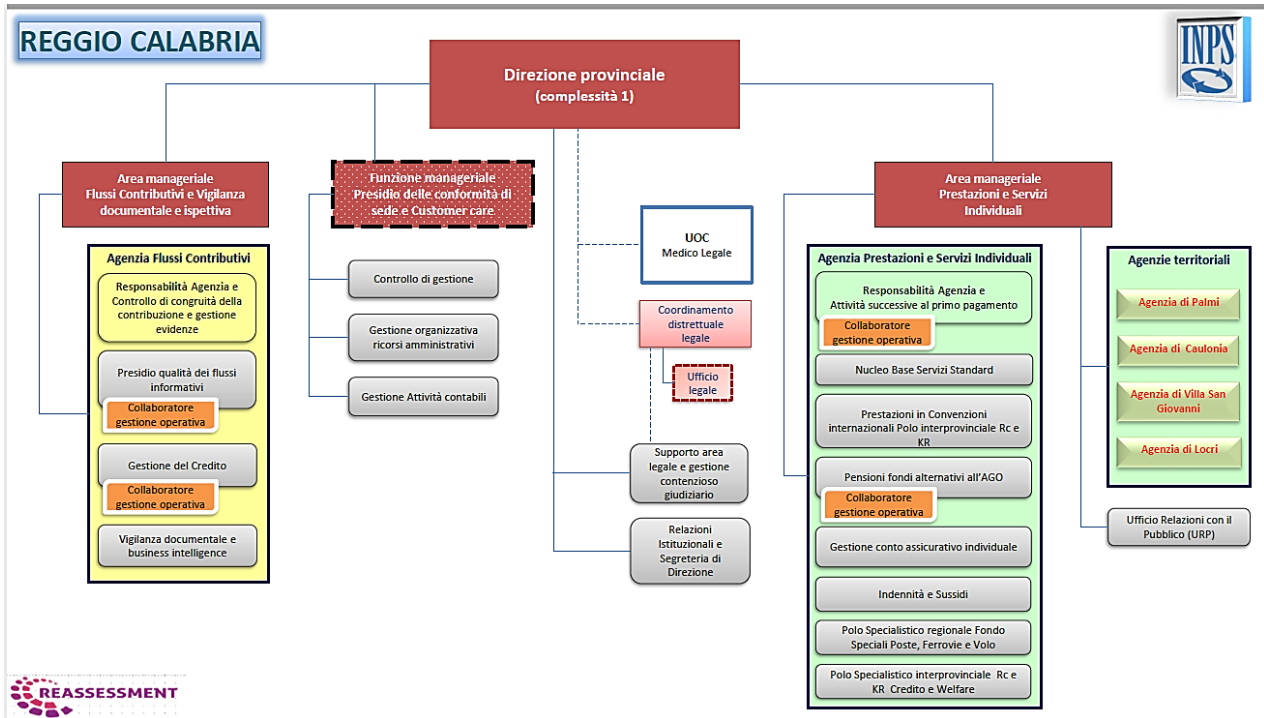 REGGIO CALABRIA
INPS
Direzione provinciale
(complessità 1)
Area manageriale
Flussi Contributivi e Vigilanza
documentale e ispettiva
Agenzia Flussi Contributivi
Responsabilità Agenzia e
Controllo di congruità della
contribuzione e gestione
evidenze
Presidio qualità dei flussi
informativi
Collaboratore
gestione operativa
Gestione del Credito
Collaboratore
gestione operativa
Vigilanza documentale e
business intelligence
Funzione manageriale
Presidio delle conformità di
sede e Customer care
Controllo di gestione
Gestione organizzativa
ricorsi amministrativi
Gestione Attività contabili
UOC
Medico Legale
Coordinamento
distrettuale
legale
Ufficio
legale
Supporto area
legale e gestione
contenzioso
giudiziario
Relazioni
Istituzionali e
Segreteria di
Direzione
Area manageriale
Prestazioni e Servizi
Individuali
Agenzia Prestazioni e Servizi Individuali
Responsabilità Agenzia e
Attività successive al primo pagamento
Collaboratore
gestione operativa
Nucleo Base Servizi Standard
Prestazioni in Convenzioni
internazionali Polo interprovinciale Rc e
KR
Pensioni fondi alternativi all'AGO
Collaboratore
gestione operativa
Gestione conto assicurativo individuale
Indennità e Sussidi
Polo Specialistico regionale Fondo
Speciali Poste, Ferrovie e Volo
Polo Specialistico interprovinciale Rc e
KR Credito e Welfare
Agenzie territoriali
Agenzia di Palmi
Agenzia di Caulonia
Agenzia di Villa San
Giovanni
Agenzia di Locri
Ufficio Relazioni con il
Pubblico (URP)
REASSESSMENT